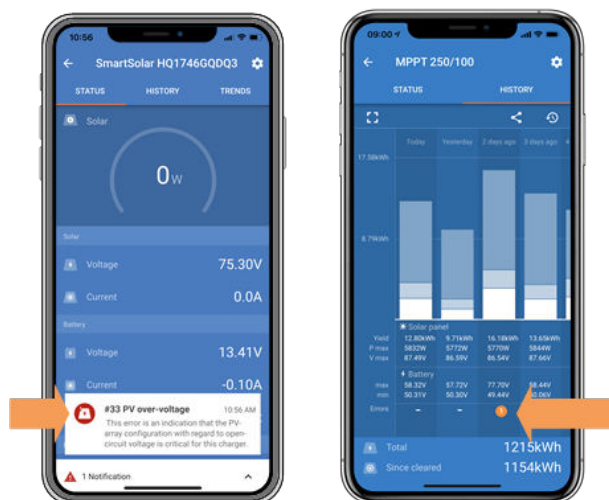 10:56
SmartSolar HQ1746GQDQ3
STATUS HISTORY TRENDS
Solar
0W
Solar
Voltage 75.30V
Current 0.0A
Battery
Voltage 13.41V
Current -0.10A
#33 PV over-voltage 10:56 AM
This error is an indication that the PV-
array configuration with regard to open-
circuit voltage is critical for this charger.
1 Notification
09:00
MPPT 250/100
STATUS HISTORY
Today Yesterday 2 days ago 3 days ago
17.58kWh
8.79kWh
Solar panel
Yield 12.80kWh 9.71kWh 16.18kWh 13.65kWh
P max 5832W 5772W 5770W 5844W
V max 87.49V 86.59V 86.54V 87.66V
Battery
max 58.32V 57.72V 77.70V 58.44V
min 50.31V 50.30V 49.44V
Errors – – 1
Total 1215kWh
Since cleared 1154kWh